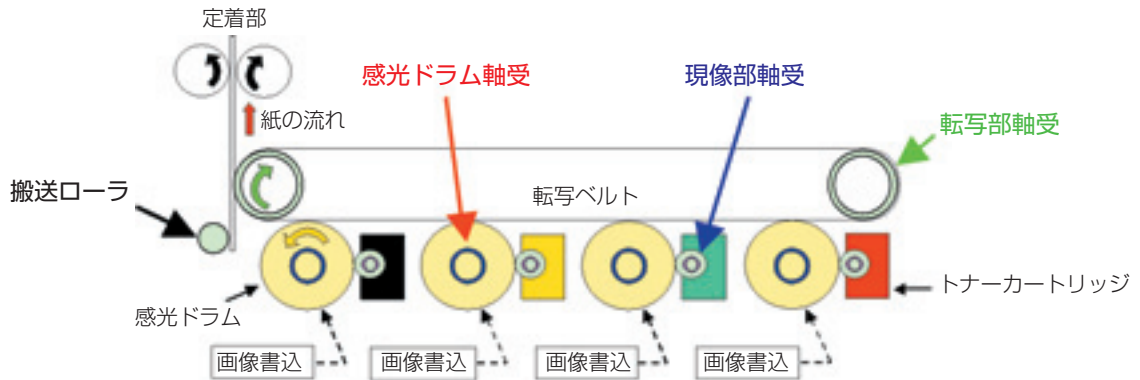 定着部
感光ドラム軸受
現像部軸受
紙の流れ
転写部軸受
搬送ローラ
転写ベルト
トナーカートリッジ
感光ドラム
画像書込
画像書込
画像書込
画像書込